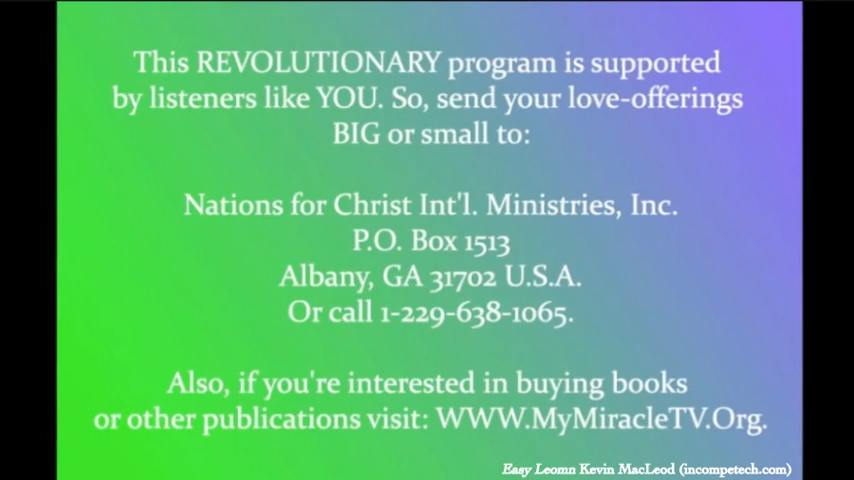 This REVOLUTIONARY program is supported
by listeners like YOU. So, send your love-offerings
BIG or small to:
Nations for Christ Int'l. Ministries, Inc.
P.O. Box 1513
Albany, GA 31702 U.S.A.
Or call 1-229-638-1065.
Also, if you're interested in buying books
or other publications visit: WWW.MyMiracleTV.Org.
Easy Leomn Kevin MacLeod (incompetech.com)